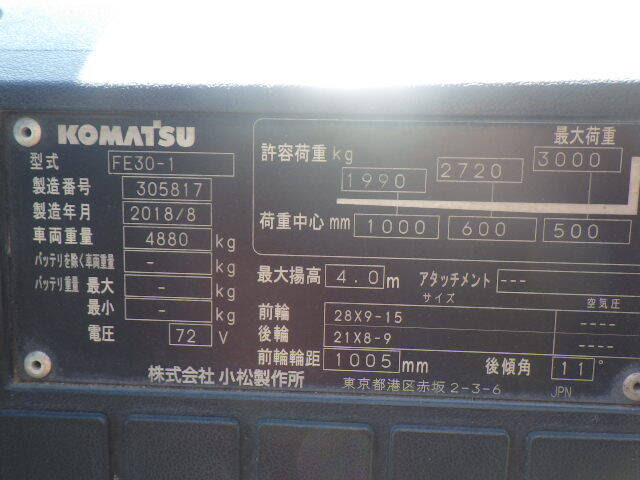 KOMATSU
型式 FE30-1
製造番号 305817
製造年月 2018/8
車両重量 4880 kg
バッテリを除く車両重量 - kg
バッテリ重量 最大 - kg
最小 - kg
電圧 72 V
最大荷重
許容荷重 kg 1990 2720 3000
荷重中心 mm 1000 600 500
最大揚高 4.0 m アタッチメント ---
サイズ 空気圧
前輪 28X9-15 ----
後輪 21X8-9 ----
前輪輪距 1005 mm 後傾角 11°
株式会社 小松製作所 東京都港区赤坂2-3-6 JPN